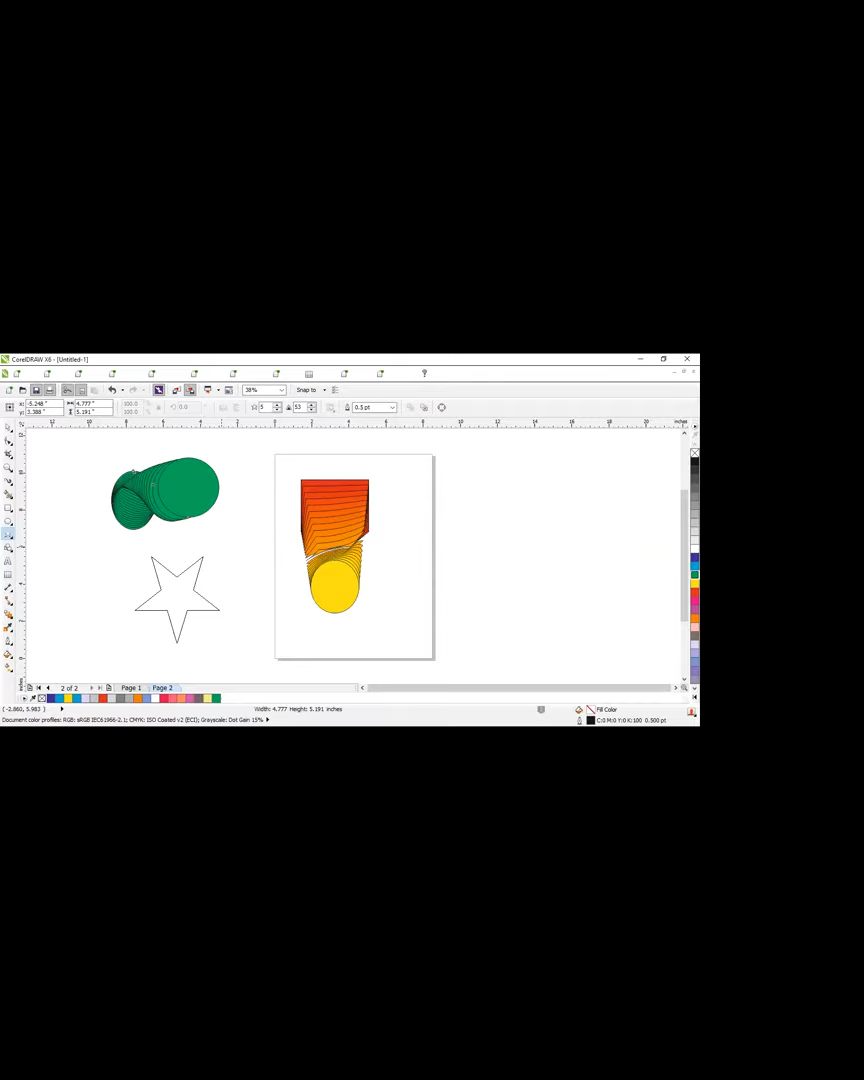 CorelDRAW X6 - [Untitled-1]
38%
Snap to
x: -5.248 "
4.777 "
100.0
y: 3.388 "
5.191 "
100.0
0.0
5
53
0.5 pt
12 10 8 6 4 2 0 2 4 6 8 10 12 14 16 18 20 inches
2 of 2
Page 1
Page 2
( -2.860, 5.983 )
Width: 4.777 Height: 5.191 inches
Fill Color
Document color profiles: RGB: sRGB IEC61966-2.1; CMYK: ISO Coated v2 (ECI); Grayscale: Dot Gain 15%
C:0 M:0 Y:0 K:100 0.500 pt